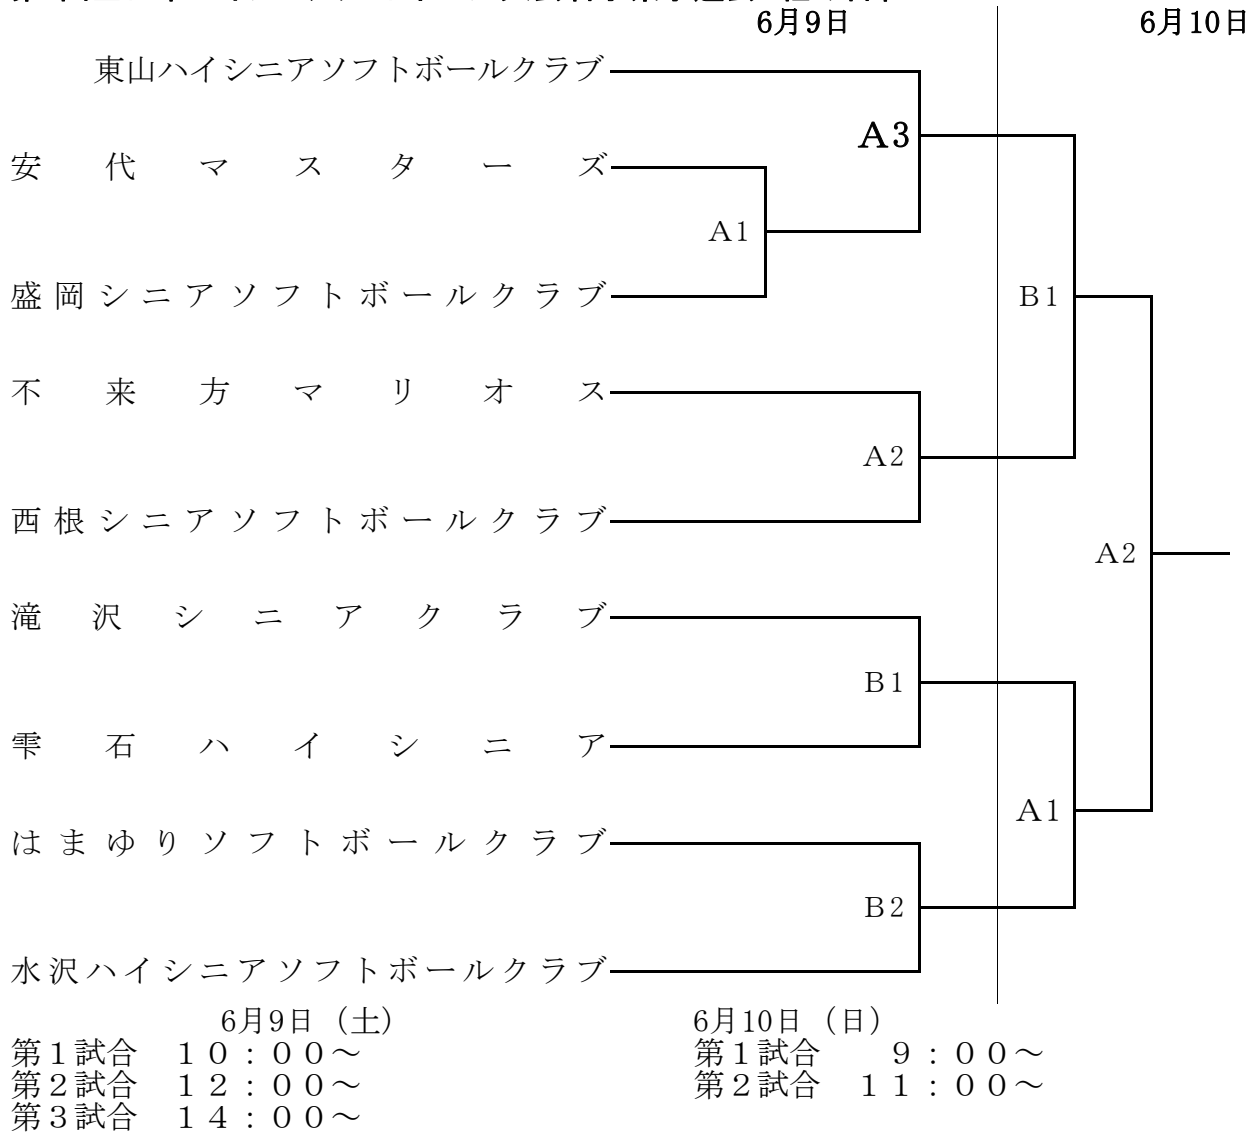 6月9日 6月10日
東山ハイシニアソフトボールクラブ
A3
安代マスターズ
A1
盛岡シニアソフトボールクラブ
B1
不来方マリオス
A2
西根シニアソフトボールクラブ
A2
滝沢シニアクラブ
B1
雫石ハイシニア
A1
はまゆりソフトボールクラブ
B2
水沢ハイシニアソフトボールクラブ
6月9日（土） 6月10日（日）
第１試合　１０：００～ 第１試合　９：００～
第２試合　１２：００～ 第２試合　１１：００～
第３試合　１４：００～